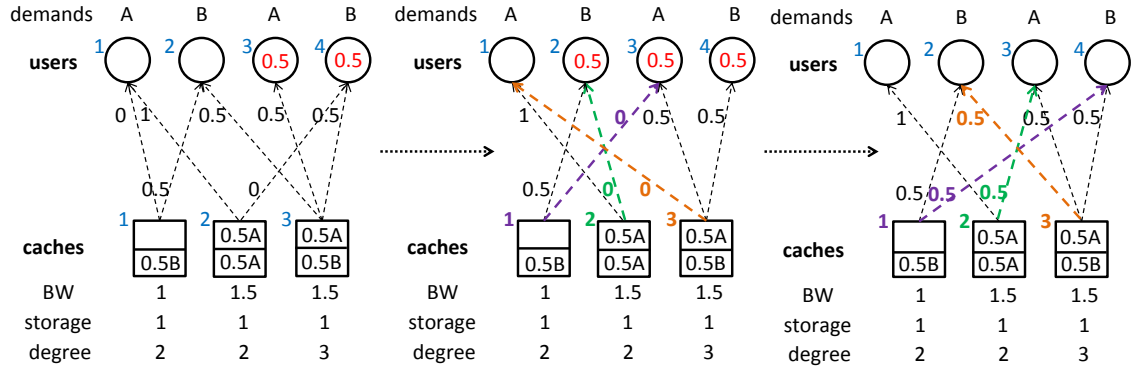 demands A B A B
users 1 2 3 0.5 4 0.5
0 1 0.5 0.5 0.5
0.5 0
1 2 3
caches 0.5A 0.5A
0.5B 0.5A 0.5B
BW 1 1.5 1.5
storage 1 1 1
degree 2 2 3
demands A B A B
users 1 2 0.5 3 0.5 4 0.5
1 0 0.5 0.5
0.5 0 0
1 2 3
caches 0.5A 0.5A
0.5B 0.5A 0.5B
BW 1 1.5 1.5
storage 1 1 1
degree 2 2 3
demands A B A B
users 1 2 3 4
1 0.5 0.5 0.5
0.5 0.5 0.5
1 2 3
caches 0.5A 0.5A
0.5B 0.5A 0.5B
BW 1 1.5 1.5
storage 1 1 1
degree 2 2 3